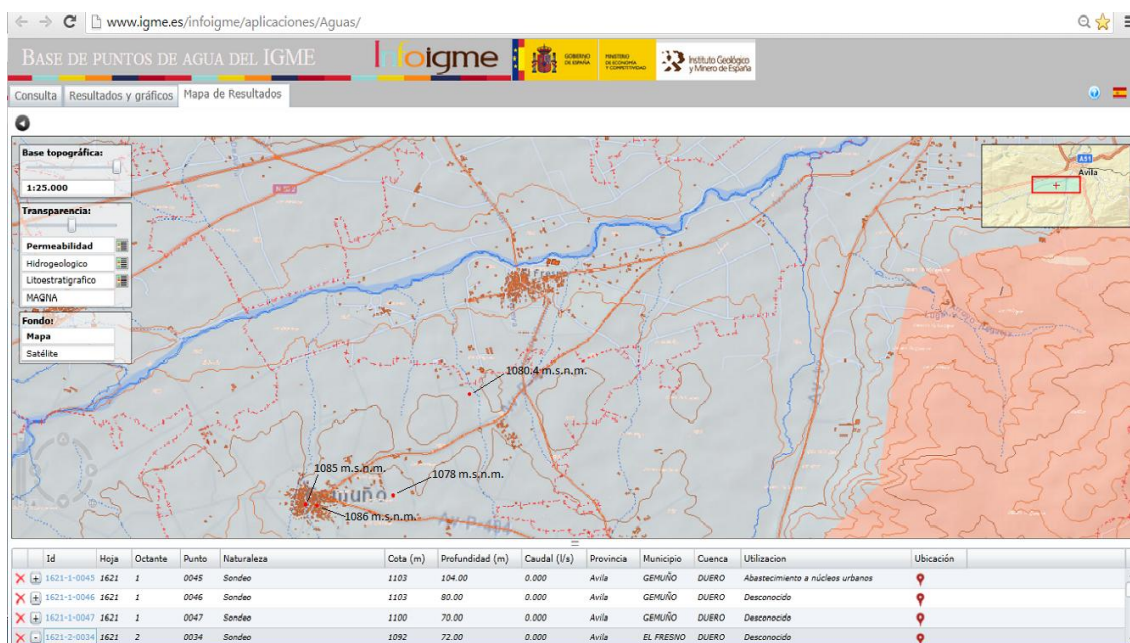 www.igme.es/infoigme/aplicaciones/Aguas/
BASE DE PUNTOS DE AGUA DEL IGME
Infoigme
GOBIERNO DE ESPAÑA
MINISTERIO DE ECONOMÍA Y COMPETITIVIDAD
Instituto Geológico y Minero de España
Consulta Resultados y gráficos Mapa de Resultados
Base topográfica:
1:25.000
Transparencia:
Permeabilidad
Hidrogeologico
Litoestratigrafico
MAGNA
Fondo:
Mapa
Satélite
A51
Avila
El Fresno
1080.4 m.s.n.m.
1085 m.s.n.m.
1078 m.s.n.m.
muño
1086 m.s.n.m.
Id Hoja Octante Punto Naturaleza Cota (m) Profundidad (m) Caudal (l/s) Provincia Municipio Cuenca Utilizacion Ubicación
1621-1-0045 1621 1 0045 Sondeo 1103 104.00 0.000 Avila GEMUÑO DUERO Abastecimiento a núcleos urbanos
1621-1-0046 1621 1 0046 Sondeo 1103 80.00 0.000 Avila GEMUÑO DUERO Desconocido
1621-1-0047 1621 1 0047 Sondeo 1100 70.00 0.000 Avila GEMUÑO DUERO Desconocido
1621-2-0034 1621 2 0034 Sondeo 1092 72.00 0.000 Avila EL FRESNO DUERO Desconocido